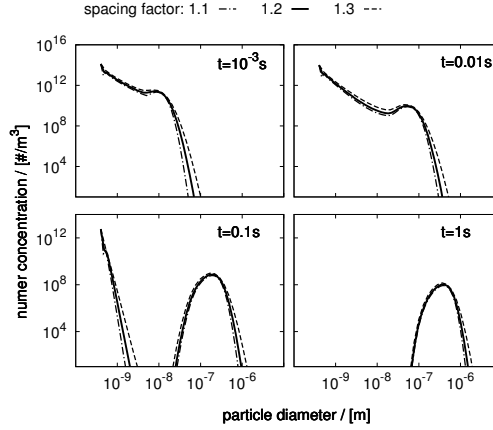 spacing factor: 1.1 1.2 1.3
10^16
10^12
10^8
10^4
t=10^-3s
t=0.01s
10^12
10^8
10^4
t=0.1s
t=1s
10^-9 10^-8 10^-7 10^-6 10^-9 10^-8 10^-7 10^-6
numer concentration / [#/m^3]
particle diameter / [m]